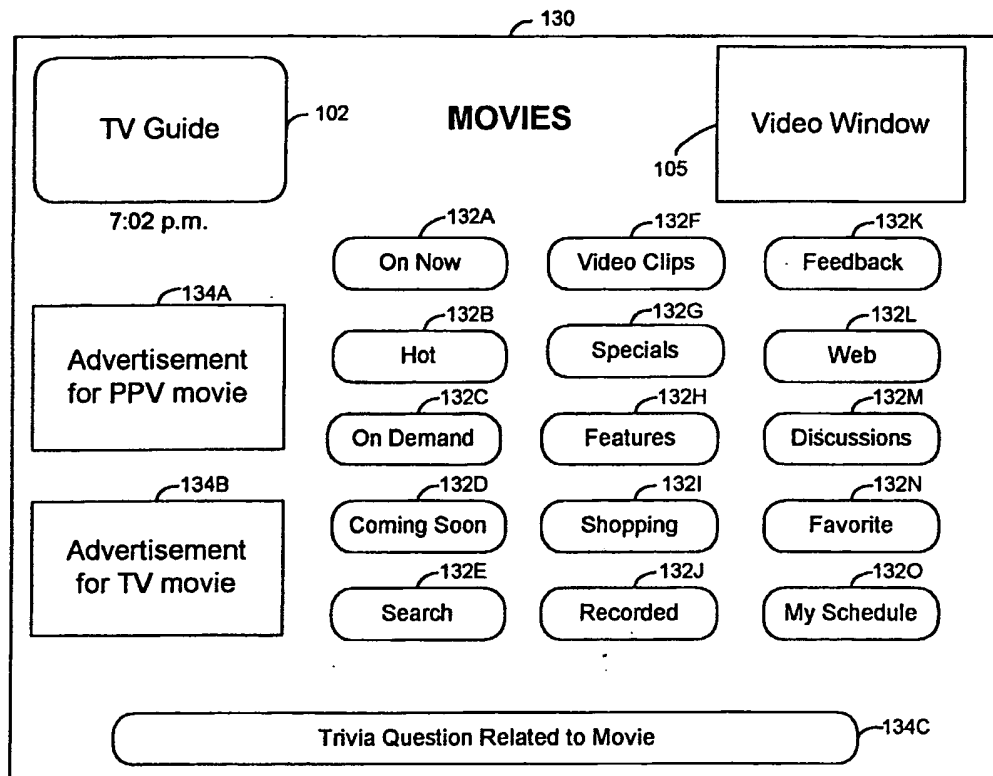 130
TV Guide
102
MOVIES
105
Video Window
7:02 p.m.
132A
132F
132K
On Now
Video Clips
Feedback
134A
132B
132G
132L
Advertisement
for PPV movie
Hot
Specials
Web
132C
132H
132M
On Demand
Features
Discussions
134B
132D
132I
132N
Advertisement
for TV movie
Coming Soon
Shopping
Favorite
132E
132J
132O
Search
Recorded
My Schedule
Trivia Question Related to Movie
134C